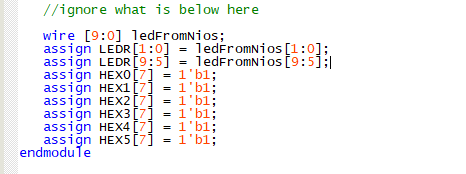 //ignore what is below here
wire [9:0] ledFromNios;
assign LEDR[1:0] = ledFromNios[1:0];
assign LEDR[9:5] = ledFromNios[9:5];
assign HEX0[7] = 1'b1;
assign HEX1[7] = 1'b1;
assign HEX2[7] = 1'b1;
assign HEX3[7] = 1'b1;
assign HEX4[7] = 1'b1;
assign HEX5[7] = 1'b1;
endmodule